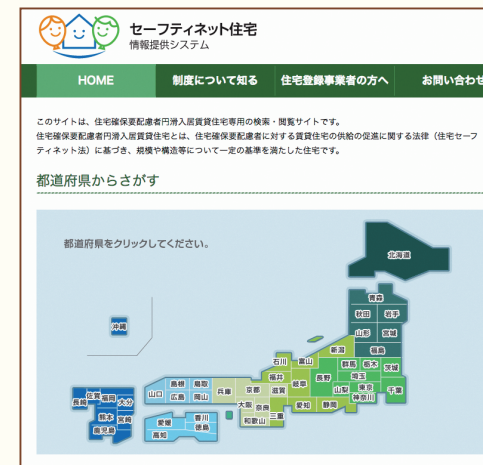 セーフティネット住宅
情報提供システム
HOME
制度について知る
住宅登録事業者の方へ
お問い合わせ
このサイトは、住宅確保要配慮者円滑入居賃貸住宅専用の検索・閲覧サイトです。
住宅確保要配慮者円滑入居賃貸住宅とは、住宅確保要配慮者に対する賃貸住宅の供給の促進に関する法律（住宅セーフ
ティネット法）に基づき、規模や構造等について一定の基準を満たした住宅です。
都道府県からさがす
都道府県をクリックしてください。
北海道
青森
秋田 岩手
山形 宮城
福島
新潟
群馬 栃木 茨城
埼玉
長野
山梨 東京
神奈川 千葉
石川 富山
福井 岐阜
滋賀
愛知 静岡
三重
京都
兵庫
大阪 奈良
和歌山
島根 鳥取
山口 広島 岡山
愛媛 香川
徳島
高知
沖縄
長崎 佐賀 福岡 大分
熊本 宮崎
鹿児島